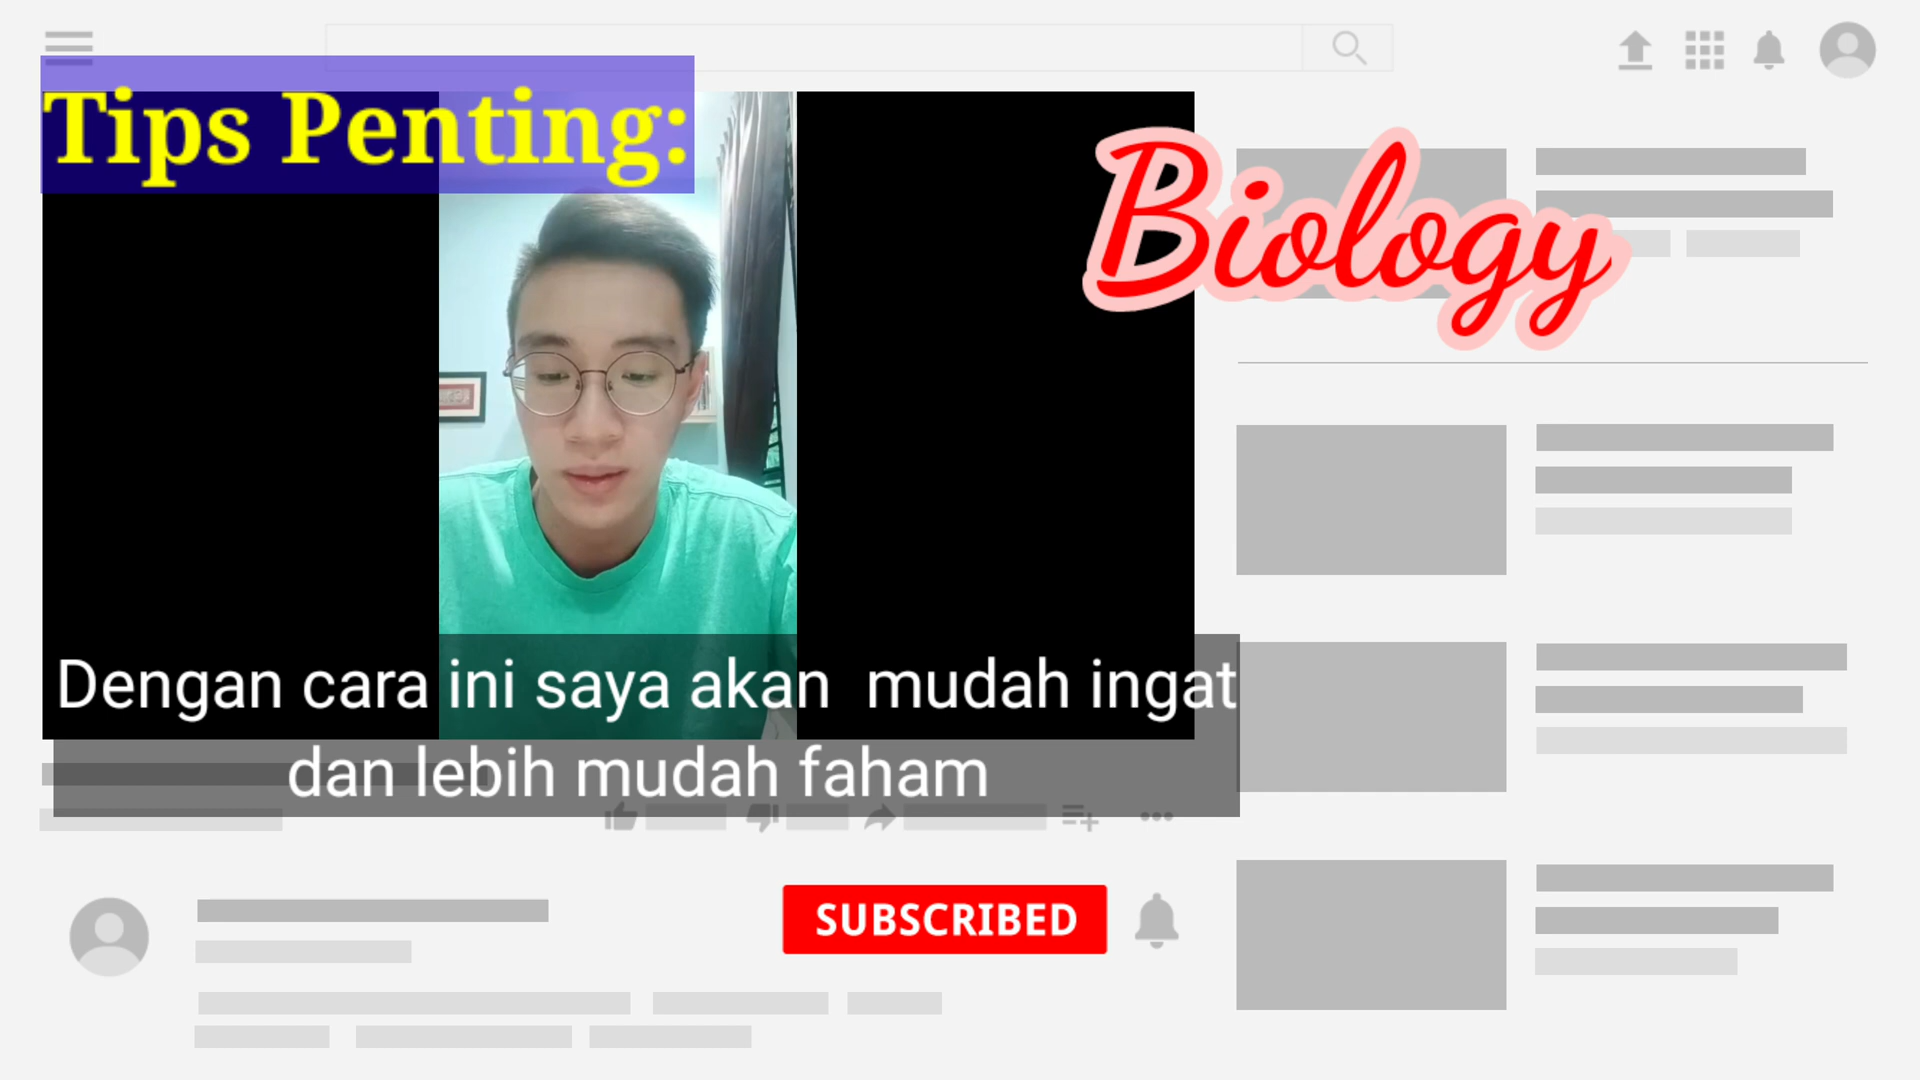 Tips Penting:
Biology
Dengan cara ini saya akan  mudah ingat
dan lebih mudah faham
SUBSCRIBED